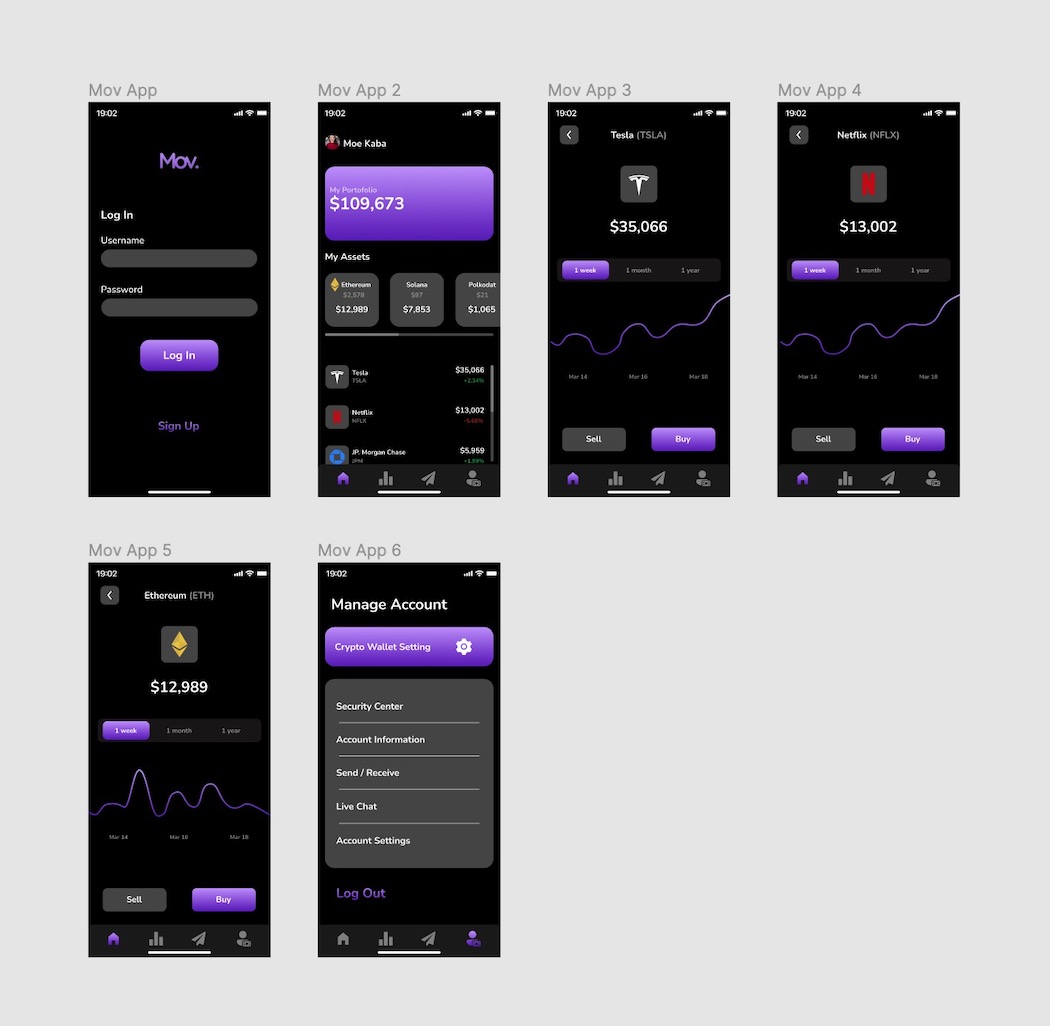 Mov App
19:02
Mov.
Log In
Username
Password
Log In
Sign Up
Mov App 2
19:02
Moe Kaba
My Portofolio
$109,673
My Assets
Ethereum
$2,578
$12,989
Solana
$97
$7,853
Polkodat
$21
$1,065
Tesla
TSLA
$35,066
+2.34%
Netflix
NFLX
$13,002
-5.68%
JP. Morgan Chase
JPM
$5,959
+1.59%
Mov App 3
19:02
Tesla (TSLA)
$35,066
1 week 1 month 1 year
Mar 14 Mar 16 Mar 18
Sell Buy
Mov App 4
19:02
Netflix (NFLX)
N
$13,002
1 week 1 month 1 year
Mar 14 Mar 16 Mar 18
Sell Buy
Mov App 5
19:02
Ethereum (ETH)
$12,989
1 week 1 month 1 year
Mar 14 Mar 16 Mar 18
Sell Buy
Mov App 6
19:02
Manage Account
Crypto Wallet Setting
Security Center
Account Information
Send / Receive
Live Chat
Account Settings
Log Out